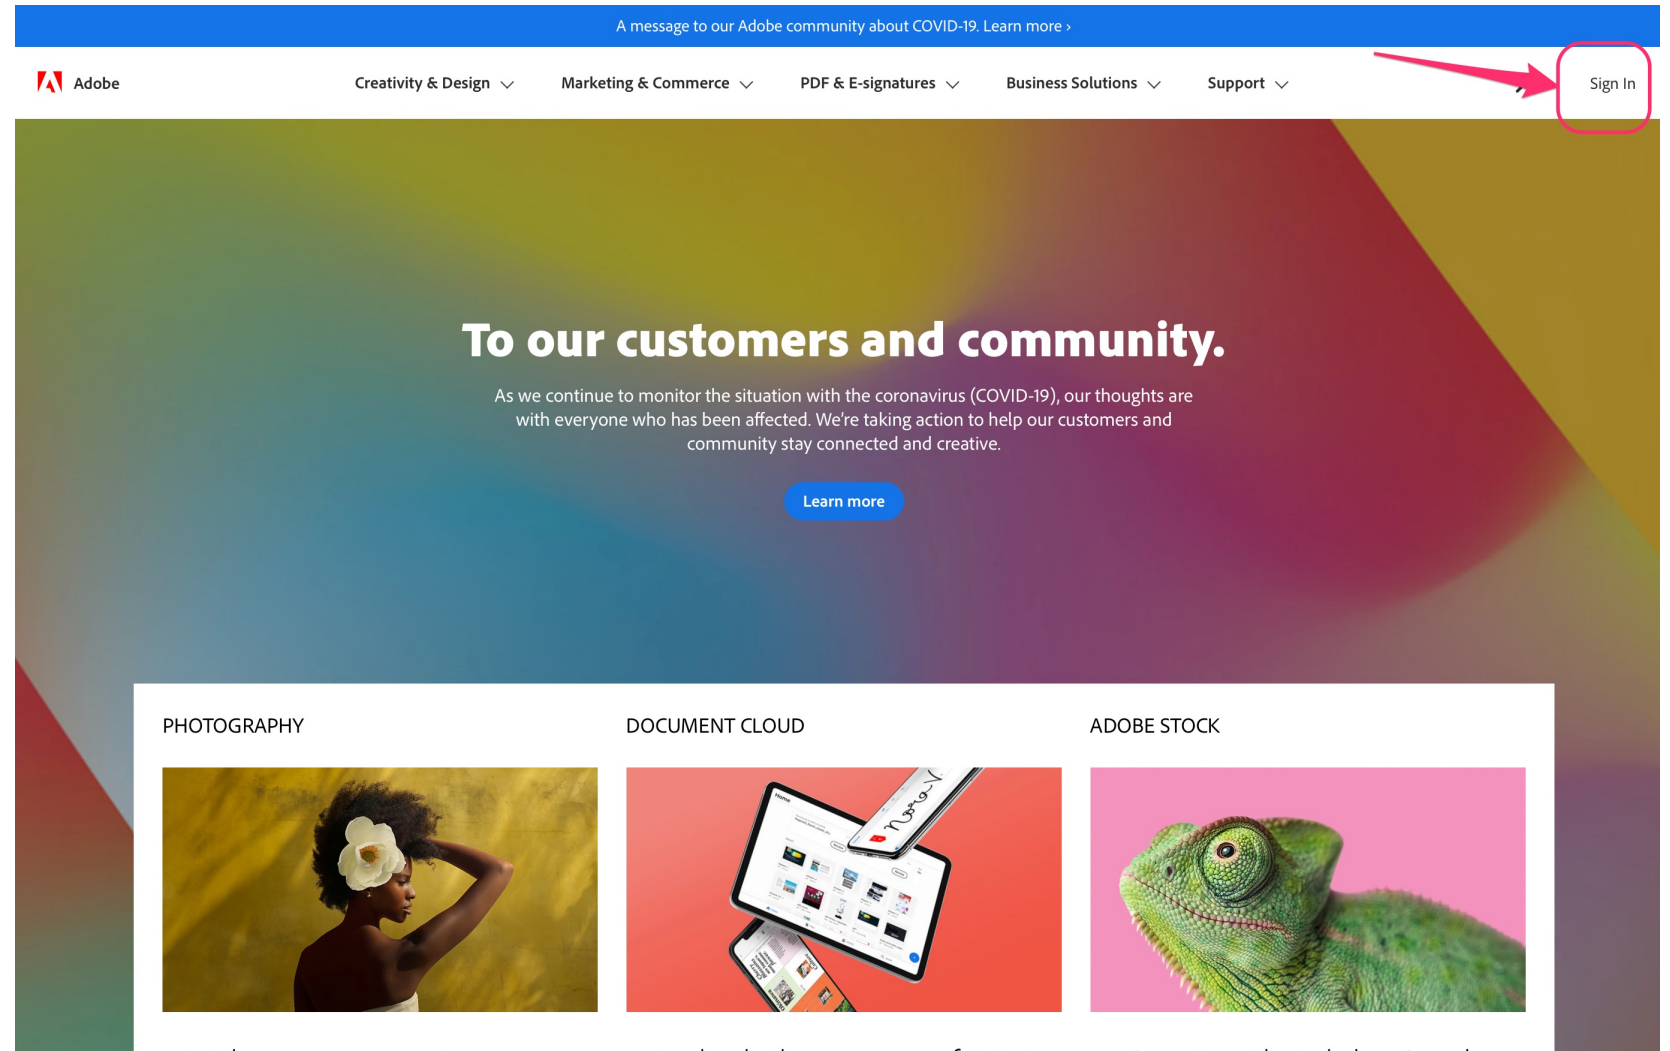 A message to our Adobe community about COVID-19. Learn more ›
Adobe
Creativity & Design
Marketing & Commerce
PDF & E-signatures
Business Solutions
Support
Sign In
To our customers and community.
As we continue to monitor the situation with the coronavirus (COVID-19), our thoughts are
with everyone who has been affected. We’re taking action to help our customers and
community stay connected and creative.
Learn more
PHOTOGRAPHY
DOCUMENT CLOUD
ADOBE STOCK
Home
Nora V.